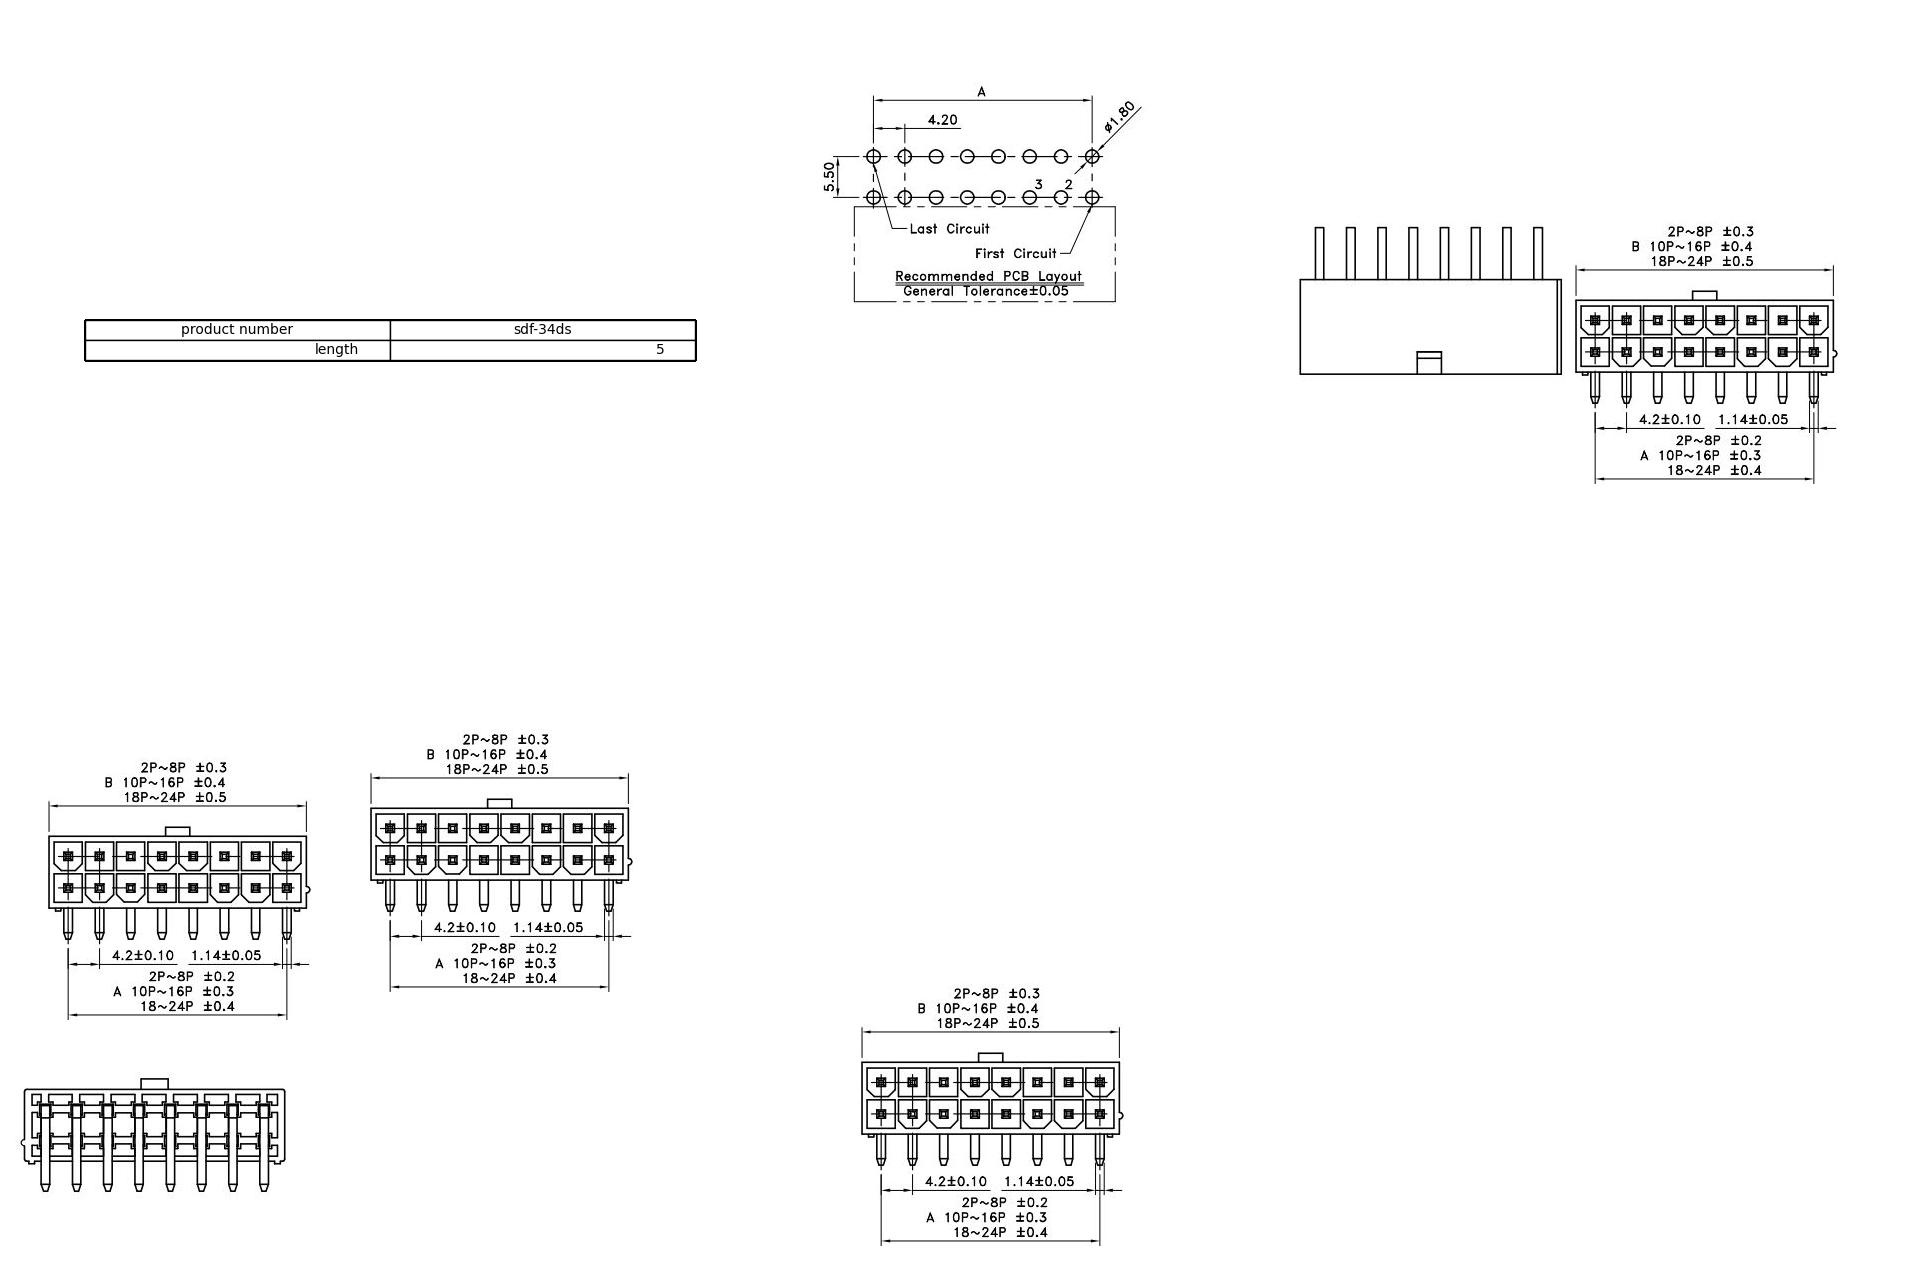 A
4.20
ø1.80
5.50
3 2
Last Circuit
First Circuit
Recommended PCB Layout
General Tolerance±0.05
product number sdf-34ds
length 5
2P~8P ±0.3
B 10P~16P ±0.4
18P~24P ±0.5
4.2±0.10 1.14±0.05
2P~8P ±0.2
A 10P~16P ±0.3
18~24P ±0.4
2P~8P ±0.3
B 10P~16P ±0.4
18P~24P ±0.5
4.2±0.10 1.14±0.05
2P~8P ±0.2
A 10P~16P ±0.3
18~24P ±0.4
2P~8P ±0.3
B 10P~16P ±0.4
18P~24P ±0.5
4.2±0.10 1.14±0.05
2P~8P ±0.2
A 10P~16P ±0.3
18~24P ±0.4
2P~8P ±0.3
B 10P~16P ±0.4
18P~24P ±0.5
4.2±0.10 1.14±0.05
2P~8P ±0.2
A 10P~16P ±0.3
18~24P ±0.4